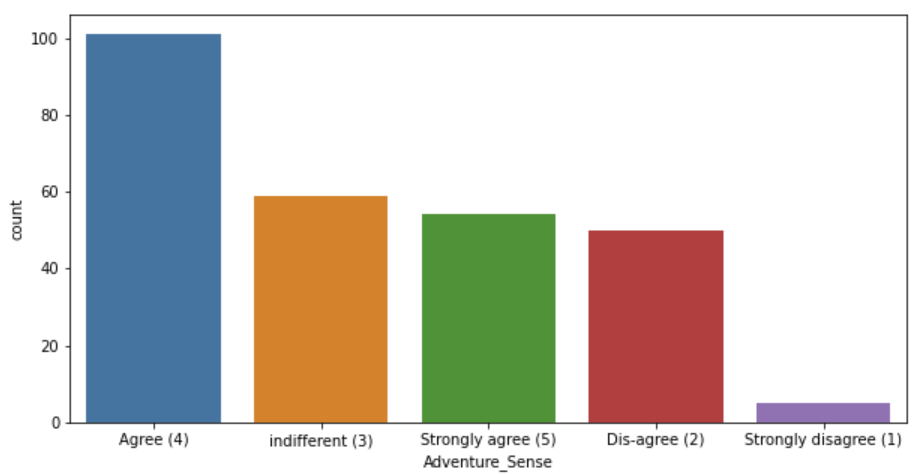 100
80
60
40
20
0
count
Agree (4) indifferent (3) Strongly agree (5) Dis-agree (2) Strongly disagree (1)
Adventure_Sense